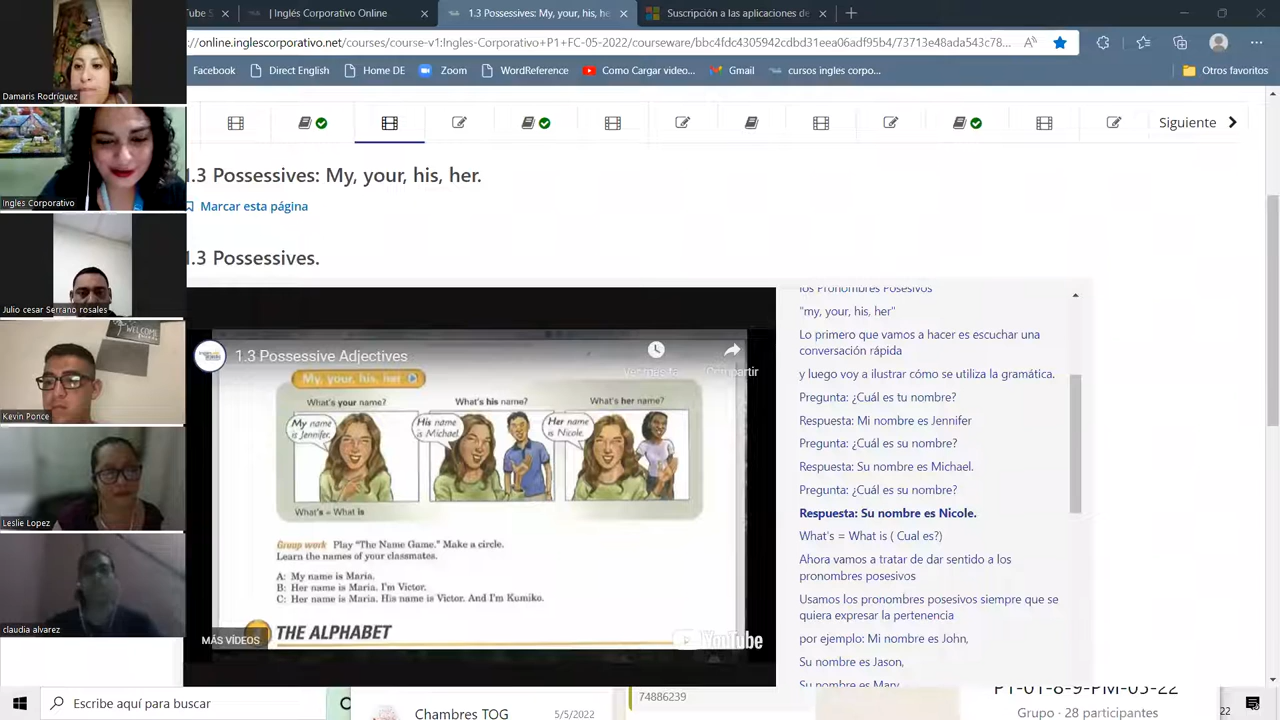 Tube S
Inglés Corporativo Online
1.3 Possessives: My, your, his, he
Suscripción a las aplicaciones de
://online.inglescorporativo.net/courses/course-v1:Ingles-Corporativo+P1+FC-05-2022/courseware/bbc4fdc4305942cdbd31eea06adf95b4/73713e48ada543c78...
Facebook
Direct English
Home DE
Zoom
WordReference
Como Cargar video...
Gmail
cursos ingles corpo...
Otros favoritos
Siguiente
1.3 Possessives: My, your, his, her.
Marcar esta página
1.3 Possessives.
Damaris Rodríguez
Ingles Corporativo
Julio cesar Serrano rosales
WELCOME
Kevin Ponce
Leslie Lopez
claudia alvarez
1.3 Possessive Adjectives
Compartir
My, your, his, her
What's your name?
What's his name?
What's her name?
My name is Jennifer.
His name is Michael.
Her name is Nicole.
What's = What is
Group work Play "The Name Game." Make a circle.
Learn the names of your classmates.
A: My name is Maria.
B: Her name is Maria. I'm Victor.
C: Her name is Maria. His name is Victor. And I'm Kumiko.
MÁS VÍDEOS
THE ALPHABET
YouTube
los Pronombres Posesivos
"my, your, his, her"
Lo primero que vamos a hacer es escuchar una
conversación rápida
y luego voy a ilustrar cómo se utiliza la gramática.
Pregunta: ¿Cuál es tu nombre?
Respuesta: Mi nombre es Jennifer
Pregunta: ¿Cuál es su nombre?
Respuesta: Su nombre es Michael.
Pregunta: ¿Cuál es su nombre?
Respuesta: Su nombre es Nicole.
What's = What is ( Cual es?)
Ahora vamos a tratar de dar sentido a los
pronombres posesivos
Usamos los pronombres posesivos siempre que se
quiera expresar la pertenencia
por ejemplo: Mi nombre es John,
Su nombre es Jason,
Su nombre es Mary
Escribe aquí para buscar
Chambres TOG
5/5/2022
74886239
P1-01-8-9-PM-05-22
Grupo · 28 participantes
22